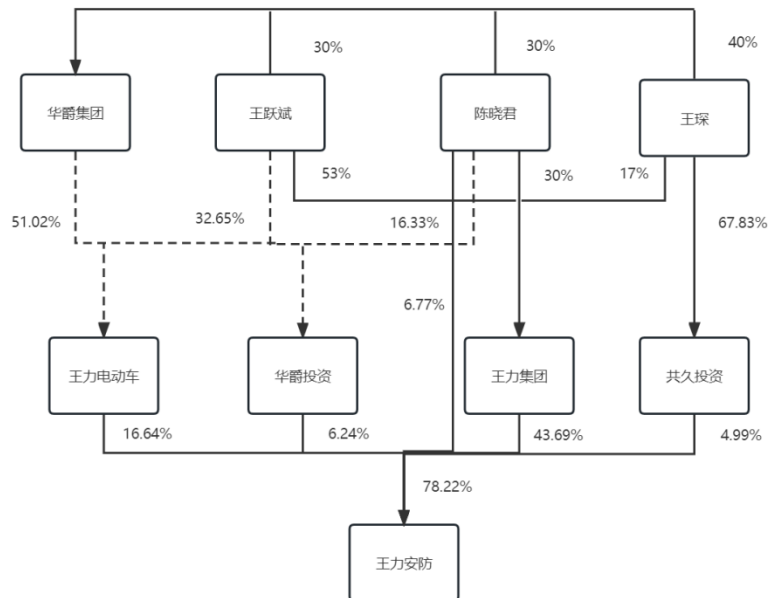 30%
30%
40%
华爵集团
王跃斌
陈晓君
王琛
53%
30%
17%
51.02%
32.65%
16.33%
67.83%
6.77%
王力电动车
华爵投资
王力集团
共久投资
16.64%
6.24%
43.69%
4.99%
78.22%
王力安防